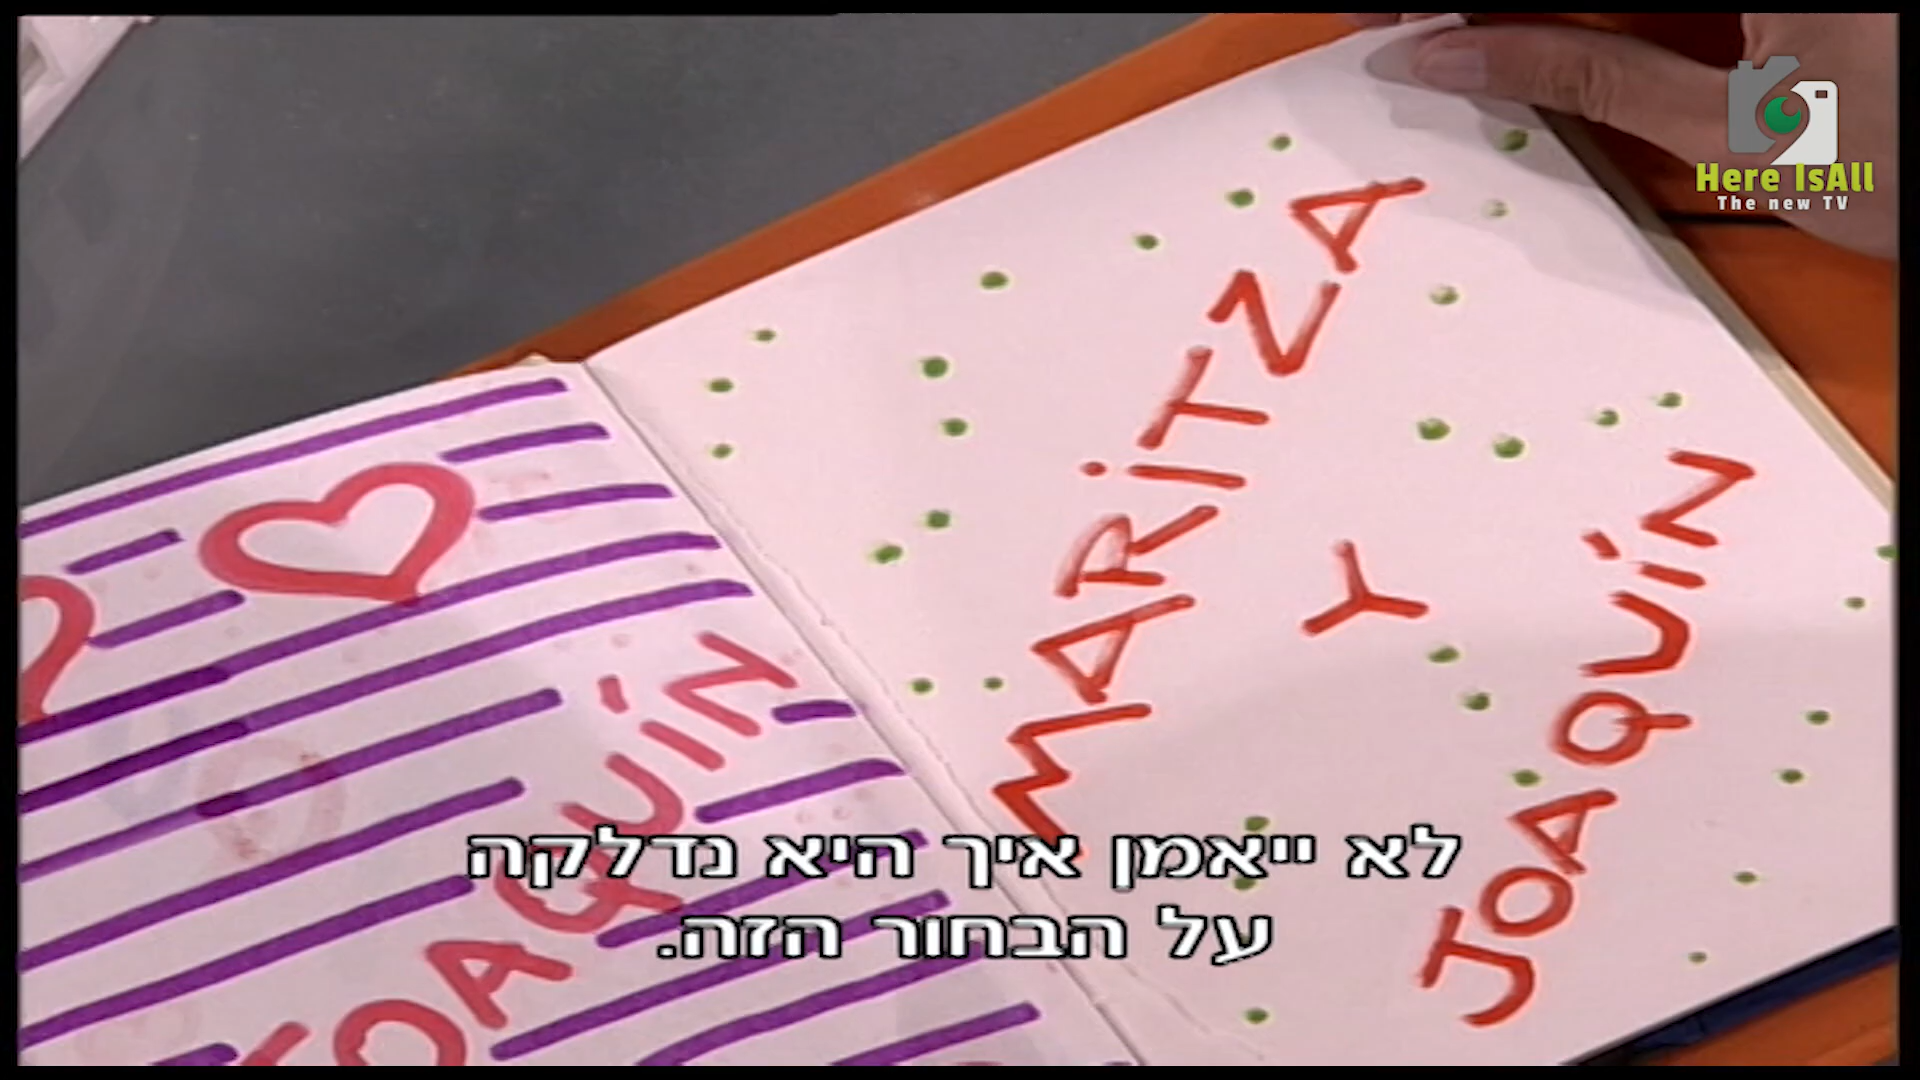 Here IsAll
The new TV
MARiTZA
Y
JOAQUÍN
JOAQUÍN
לא ייאמן איך היא נדלקה
על הבחור הזה.